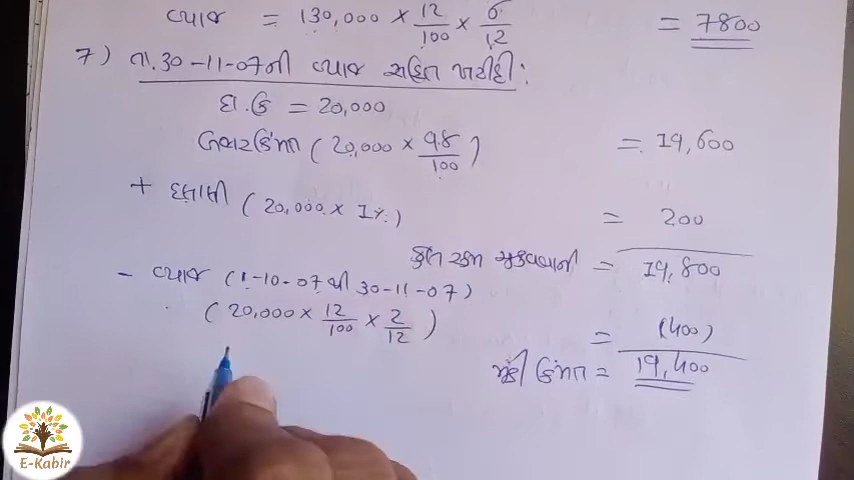 વ્યાજ = 130,000 × 12/100 × 6/12 = 7800
7) તા.30-11-07ની વ્યાજ સહિત ખરીદી:
દા.કિં = 20,000
બજારકિંમત (20,000 × 98/100) = 19,600
+ દલાલી (20,000 × 1%) = 200
કુલ રકમ ચૂકવવાની = 19,800
- વ્યાજ (1-10-07થી 30-11-07)
(20,000 × 12/100 × 2/12) = (400)
મૂડી કિંમત = 19,400
E-Kabir